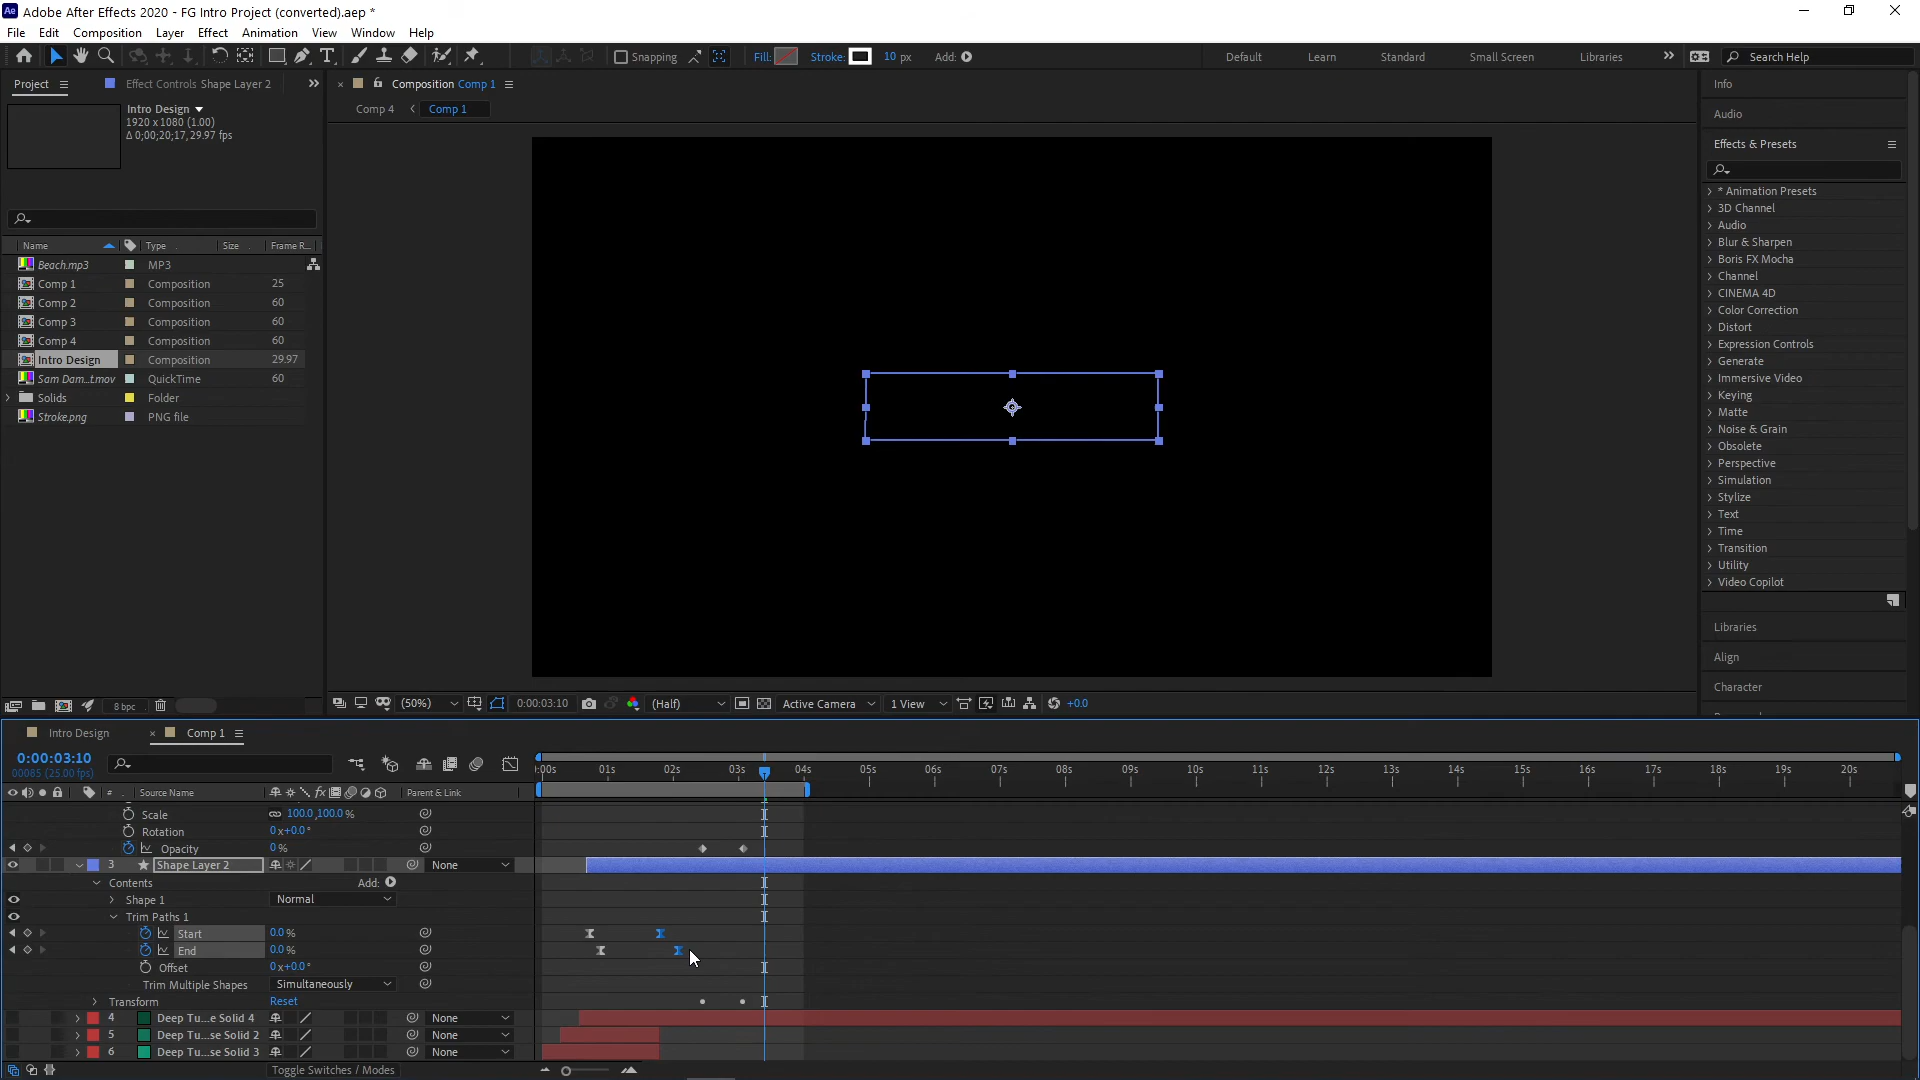 Adobe After Effects 2020 - FG Intro Project (converted).aep *
File Edit Composition Layer Effect Animation View Window Help
Snapping Fill: Stroke: 10 px Add: Default Learn Standard Small Screen Libraries Search Help
Project Effect Controls Shape Layer 2 Composition Comp 1 Info
Intro Design
1920 x 1080 (1.00)
Δ 0;00;20;17, 29.97 fps
Comp 4 Comp 1
Audio
Effects & Presets
Name Type Size Frame R...
Beach.mp3 MP3
Comp 1 Composition 25
Comp 2 Composition 60
Comp 3 Composition 60
Comp 4 Composition 60
Intro Design Composition 29.97
Sam Dam...t.mov QuickTime 60
Solids Folder
Stroke.png PNG file
* Animation Presets
3D Channel
Audio
Blur & Sharpen
Boris FX Mocha
Channel
CINEMA 4D
Color Correction
Distort
Expression Controls
Generate
Immersive Video
Keying
Matte
Noise & Grain
Obsolete
Perspective
Simulation
Stylize
Text
Time
Transition
Utility
Video Copilot
Libraries
Align
Character
8 bpc (50%) 0:00:03:10 (Half) Active Camera 1 View +0.0
Intro Design Comp 1
0:00:03:10
00085 (25.00 fps)
:00s 01s 02s 03s 04s 05s 06s 07s 08s 09s 10s 11s 12s 13s 14s 15s 16s 17s 18s 19s 20s
# Source Name fx Parent & Link
Scale 100.0,100.0 %
Rotation 0x+0.0°
Opacity 0 %
3 Shape Layer 2 None
Contents Add:
Shape 1 Normal
Trim Paths 1
Start 0.0 %
End 0.0 %
Offset 0x+0.0°
Trim Multiple Shapes Simultaneously
Transform Reset
4 Deep Tu...e Solid 4 None
5 Deep Tu...se Solid 2 None
6 Deep Tu...se Solid 3 None
Toggle Switches / Modes